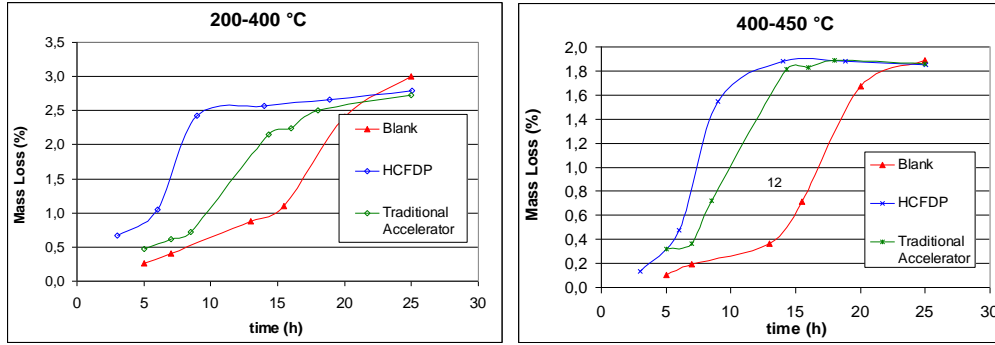 200-400 °C
3,5
3,0
2,5
2,0
1,5
1,0
0,5
0,0
Mass Loss (%)
0
5
10
15
20
25
30
time (h)
Blank
HCFDP
Traditional
Accelerator
400-450 °C
2,0
1,8
1,6
1,4
1,2
1,0
0,8
0,6
0,4
0,2
0,0
Mass Loss (%)
0
5
10
15
20
25
30
time (h)
12
Blank
HCFDP
Traditional
Accelerator